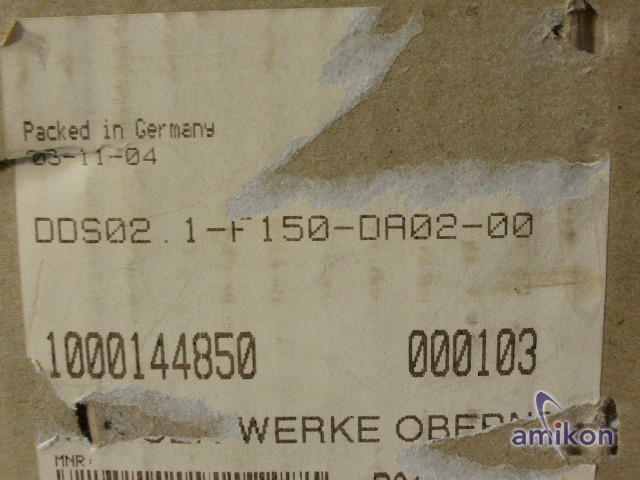 Packed in Germany
03-11-04
DDS02.1-F150-DA02-00
1000144850 000103
WERKE
MNR:
amikon